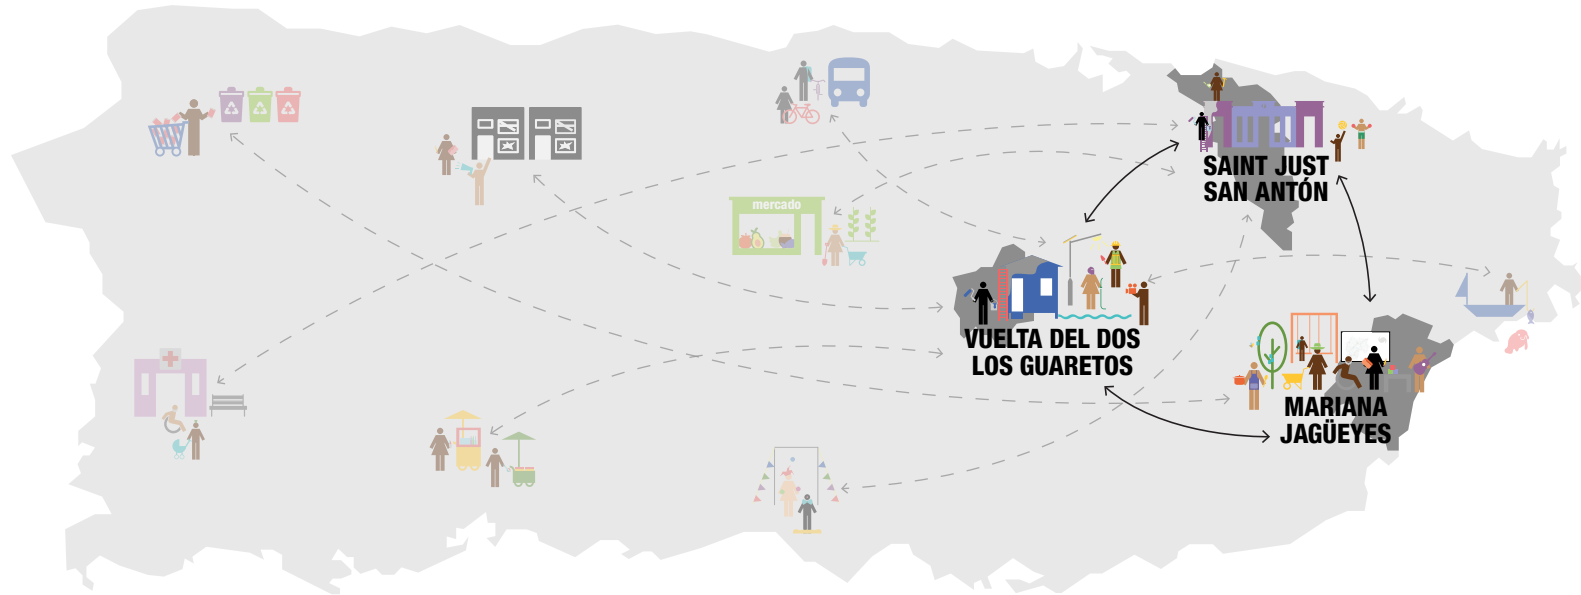 mercado
SAINT JUST
SAN ANTÓN
VUELTA DEL DOS
LOS GUARETOS
MARIANA
JAGÜEYES